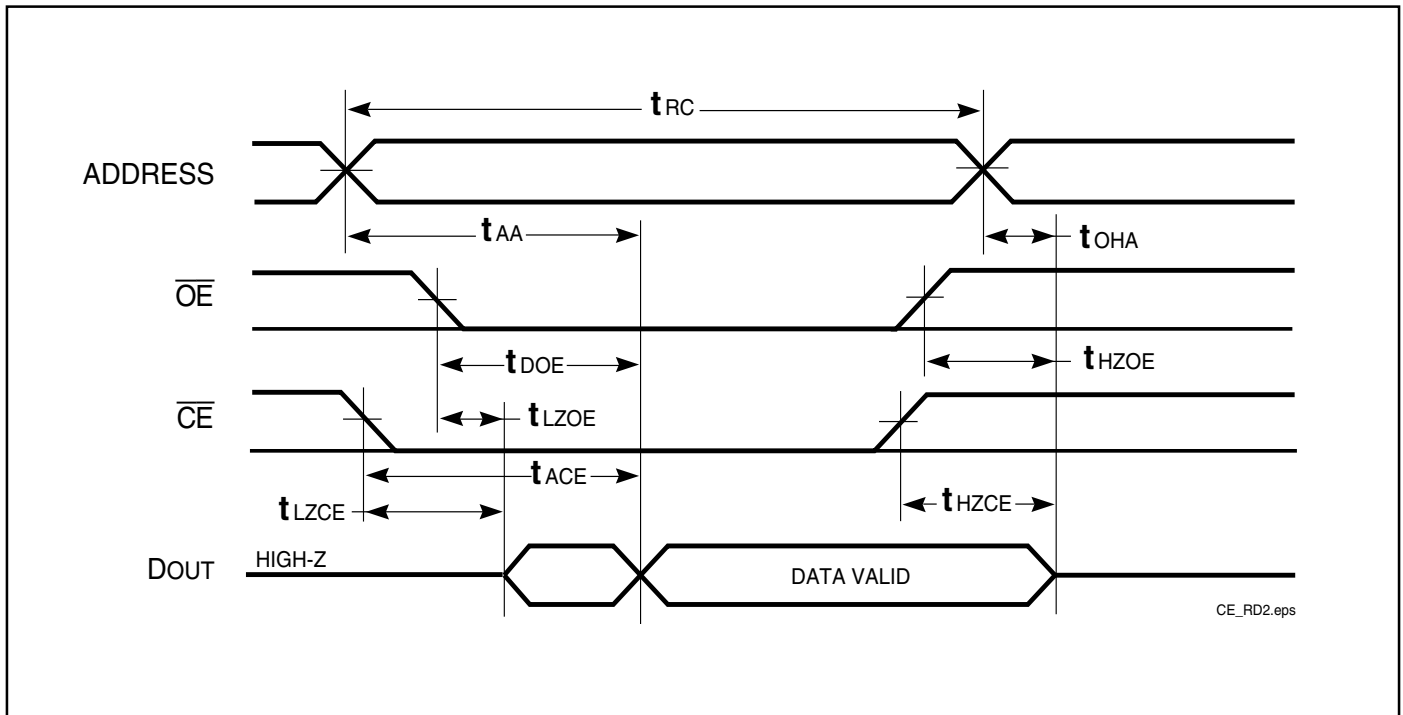 tRC
ADDRESS
tAA
tOHA
OE
tDOE
tHZOE
CE
tLZOE
tACE
tLZCE
tHZCE
DOUT
HIGH-Z
DATA VALID
CE_RD2.eps